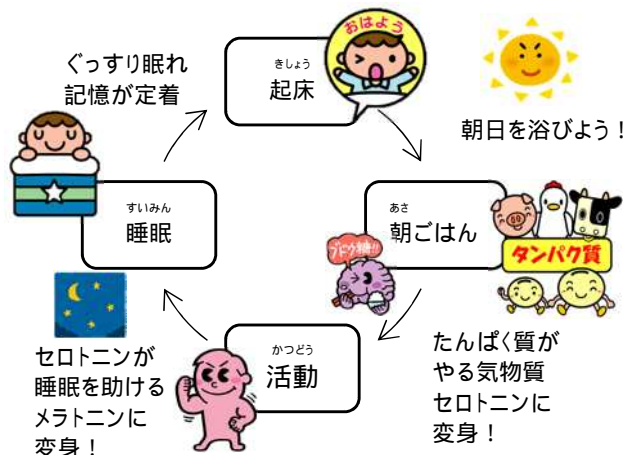 おはよう
きしょう
起床
朝日を浴びよう！
あさ
朝ごはん
ブドウ糖!!
タンパク質
たんぱく質が
やる気物質
セロトニンに
変身！
かつどう
活動
セロトニンが
睡眠を助ける
メラトニンに
変身！
すいみん
睡眠
ぐっすり眠れ
記憶が定着